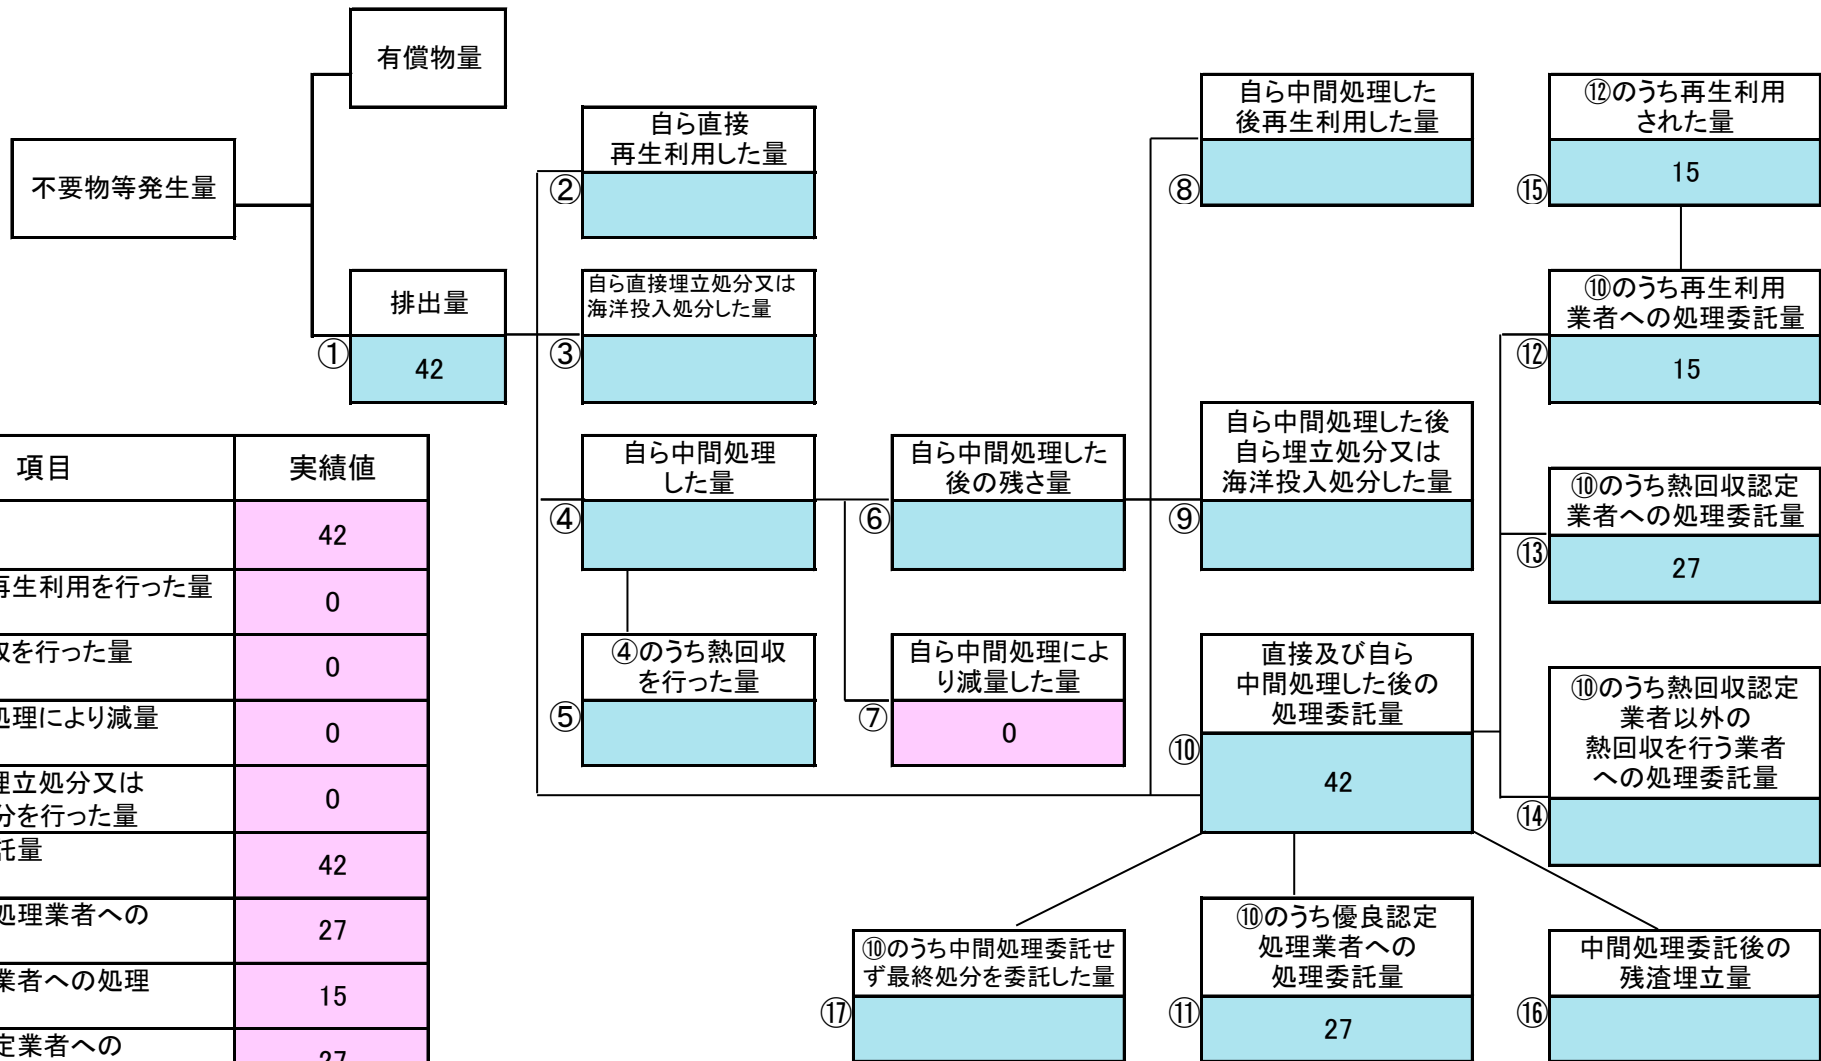 有償物量
不要物等発生量
排出量
①
42
自ら直接
再生利用した量
②
自ら直接埋立処分又は
海洋投入処分した量
③
自ら中間処理
した量
④
④のうち熱回収
を行った量
⑤
自ら中間処理した
後の残さ量
⑥
自ら中間処理によ
り減量した量
⑦
0
自ら中間処理した
後再生利用した量
⑧
自ら中間処理した後
自ら埋立処分又は
海洋投入処分した量
⑨
直接及び自ら
中間処理した後の
処理委託量
⑩
42
⑫のうち再生利用
された量
⑮
15
⑩のうち再生利用
業者への処理委託量
⑫
15
⑩のうち熱回収認定
業者への処理委託量
⑬
27
⑩のうち熱回収認定
業者以外の
熱回収を行う業者
への処理委託量
⑭
⑩のうち中間処理委託せ
ず最終処分を委託した量
⑰
⑩のうち優良認定
処理業者への
処理委託量
⑪
27
中間処理委託後の
残渣埋立量
⑯
項目 実績値
42
再生利用を行った量
0
を行った量
0
処理により減量
0
埋立処分又は
分を行った量
0
託量
42
処理業者への
27
業者への処理
15
定業者への
27